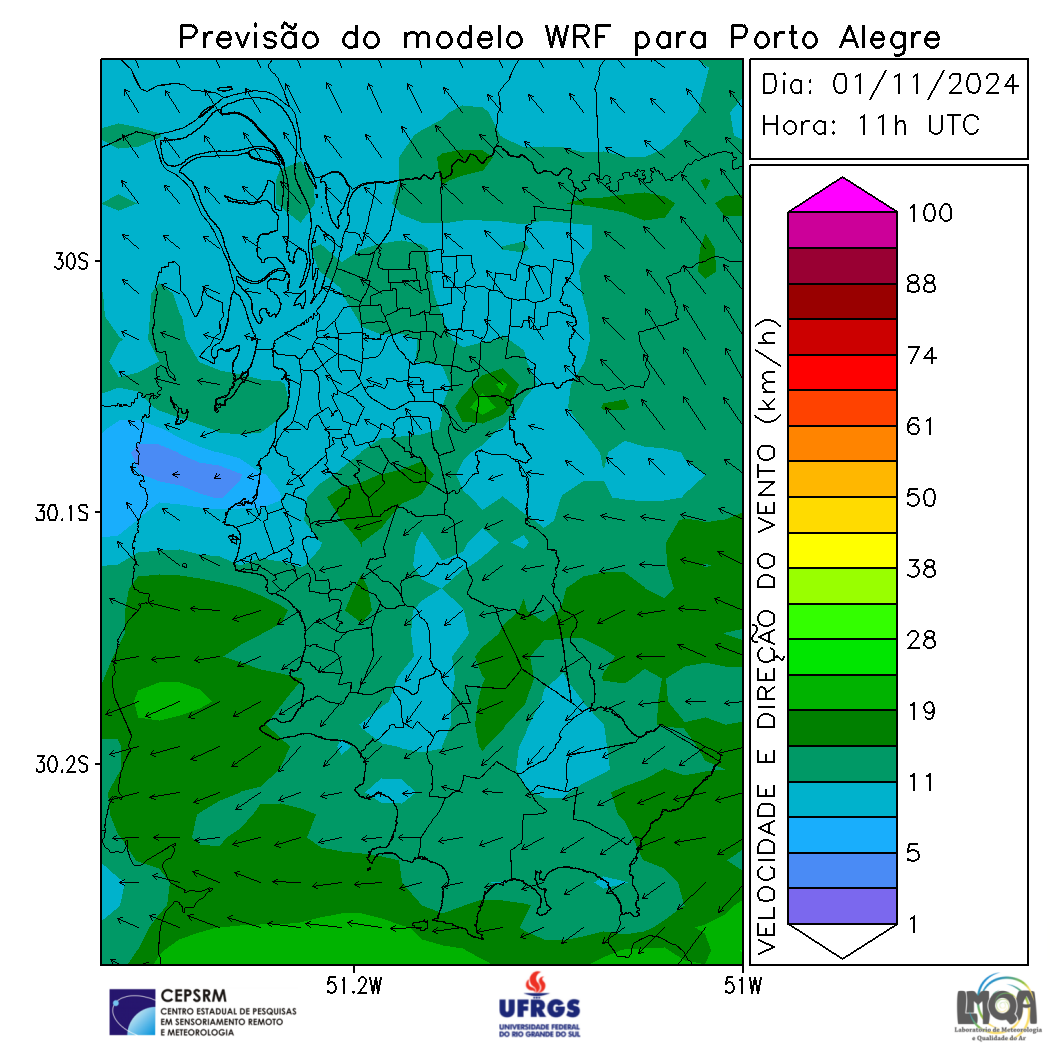 Previsão do modelo WRF para Porto Alegre
Dia: 01/11/2024
Hora: 11h UTC
30S
30.1S
30.2S
51.2W
51W
VELOCIDADE E DIREÇÃO DO VENTO (km/h)
100
88
74
61
50
38
28
19
11
5
1
CEPSRM
CENTRO ESTADUAL DE PESQUISAS
EM SENSORIAMENTO REMOTO
E METEOROLOGIA
UFRGS
UNIVERSIDADE FEDERAL
DO RIO GRANDE DO SUL
LMQA
Laboratório de Meteorologia
e Qualidade do Ar